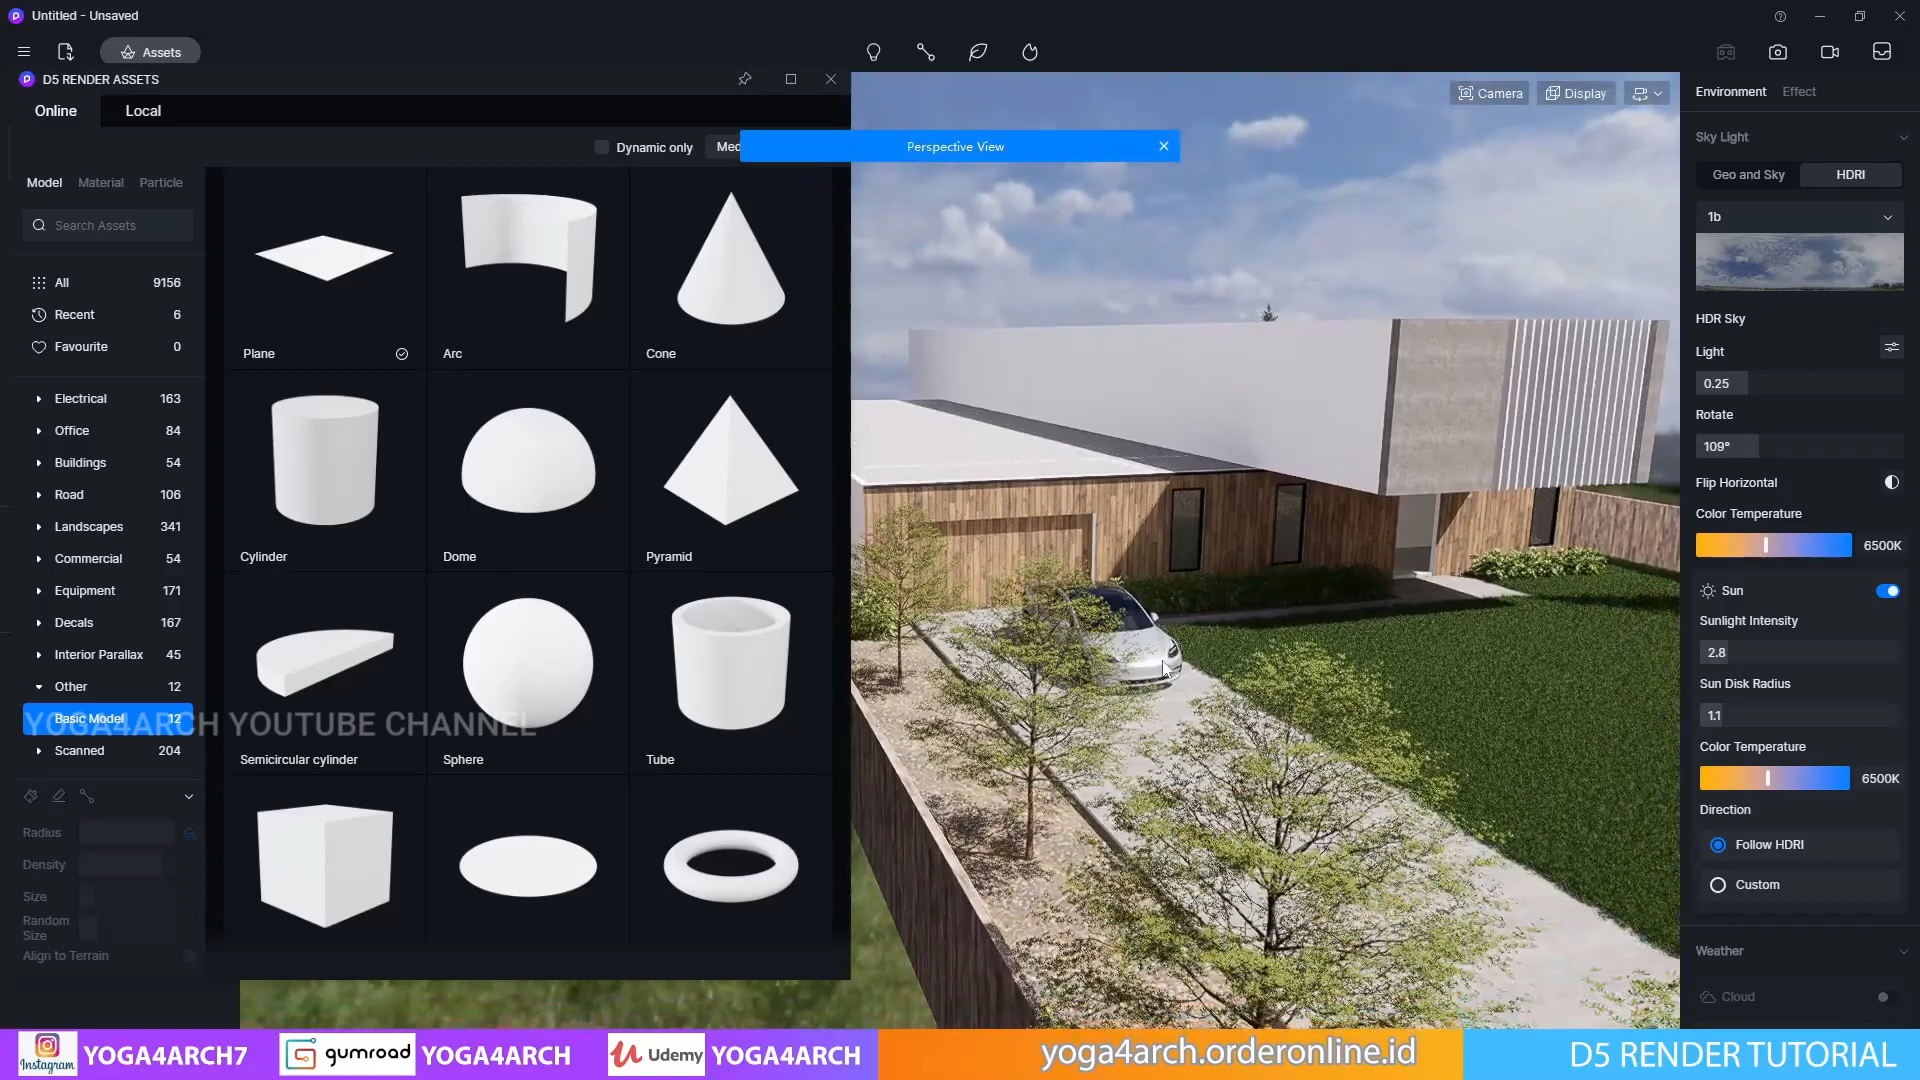 Untitled - Unsaved
Assets
D5 RENDER ASSETS
Online
Local
Dynamic only
Med
Perspective View
Camera
Display
Environment
Effect
Model
Material
Particle
Search Assets
All 9156
Recent 6
Favourite 0
Electrical 163
Office 84
Buildings 54
Road 106
Landscapes 341
Commercial 54
Equipment 171
Decals 167
Interior Parallax 45
Other 12
Basic Model 12
Scanned 204
YOGA4ARCH YOUTUBE CHANNEL
Radius
Density
Size
Random
Size
Align to Terrain
Plane
Arc
Cone
Cylinder
Dome
Pyramid
Semicircular cylinder
Sphere
Tube
Sky Light
Geo and Sky
HDRI
1b
HDR Sky
Light
0.25
Rotate
109°
Flip Horizontal
Color Temperature
6500K
Sun
Sunlight Intensity
2.8
Sun Disk Radius
1.1
Color Temperature
6500K
Direction
Follow HDRI
Custom
Weather
Cloud
Instagram
YOGA4ARCH7
gumroad
YOGA4ARCH
Udemy
YOGA4ARCH
yoga4arch.orderonline.id
D5 RENDER TUTORIAL